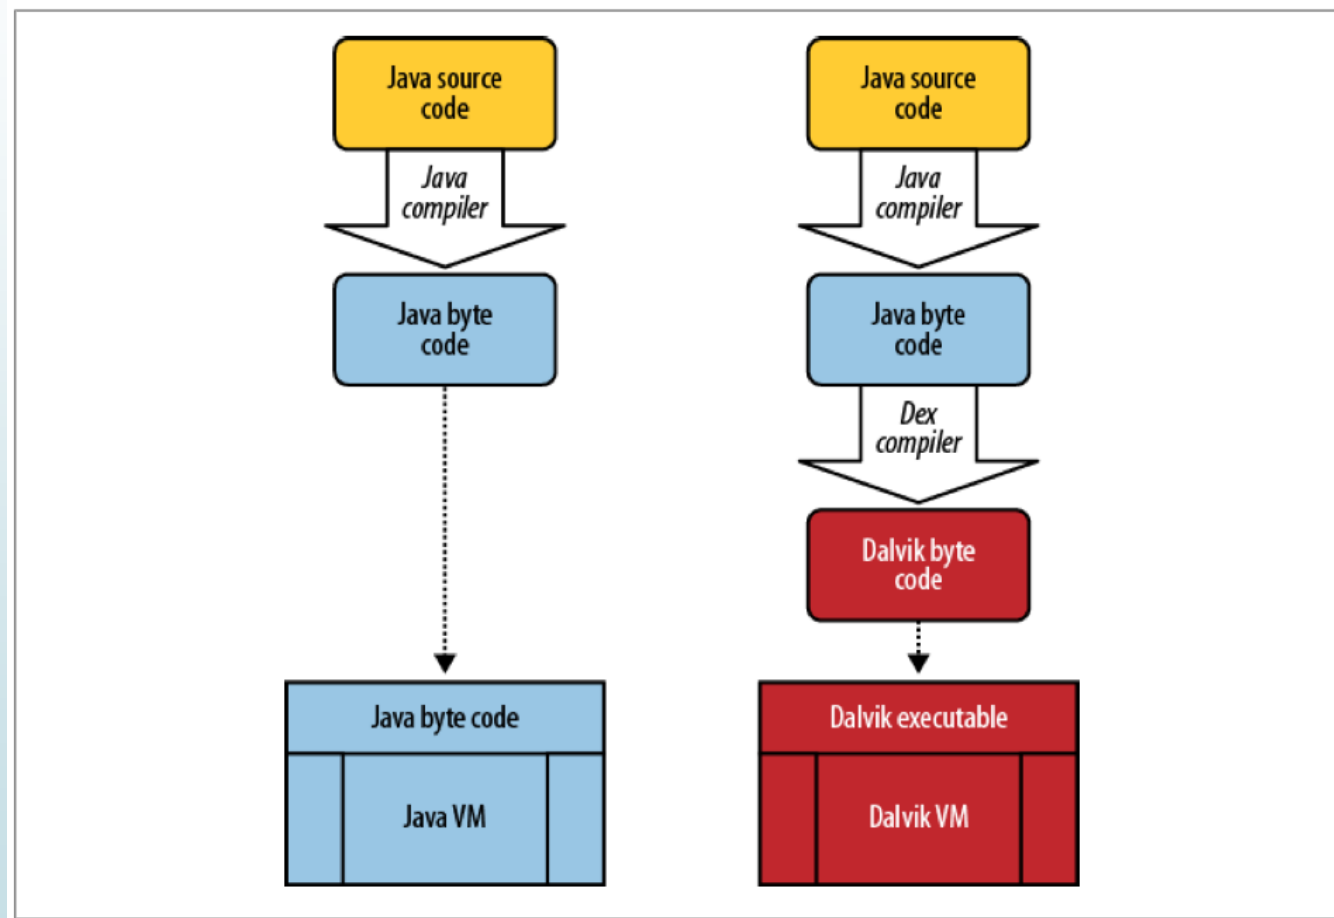 Java source
code
Java
compiler
Java byte
code
Java byte code
Java VM
Java source
code
Java
compiler
Java byte
code
Dex
compiler
Dalvik byte
code
Dalvik executable
Dalvik VM